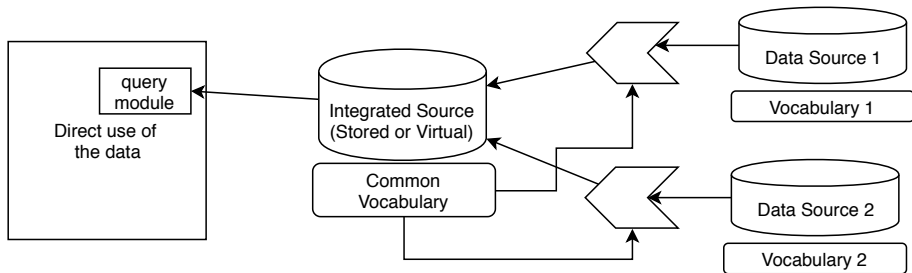 query
module
Direct use of
the data
Integrated Source
(Stored or Virtual)
Common
Vocabulary
Data Source 1
Vocabulary 1
Data Source 2
Vocabulary 2